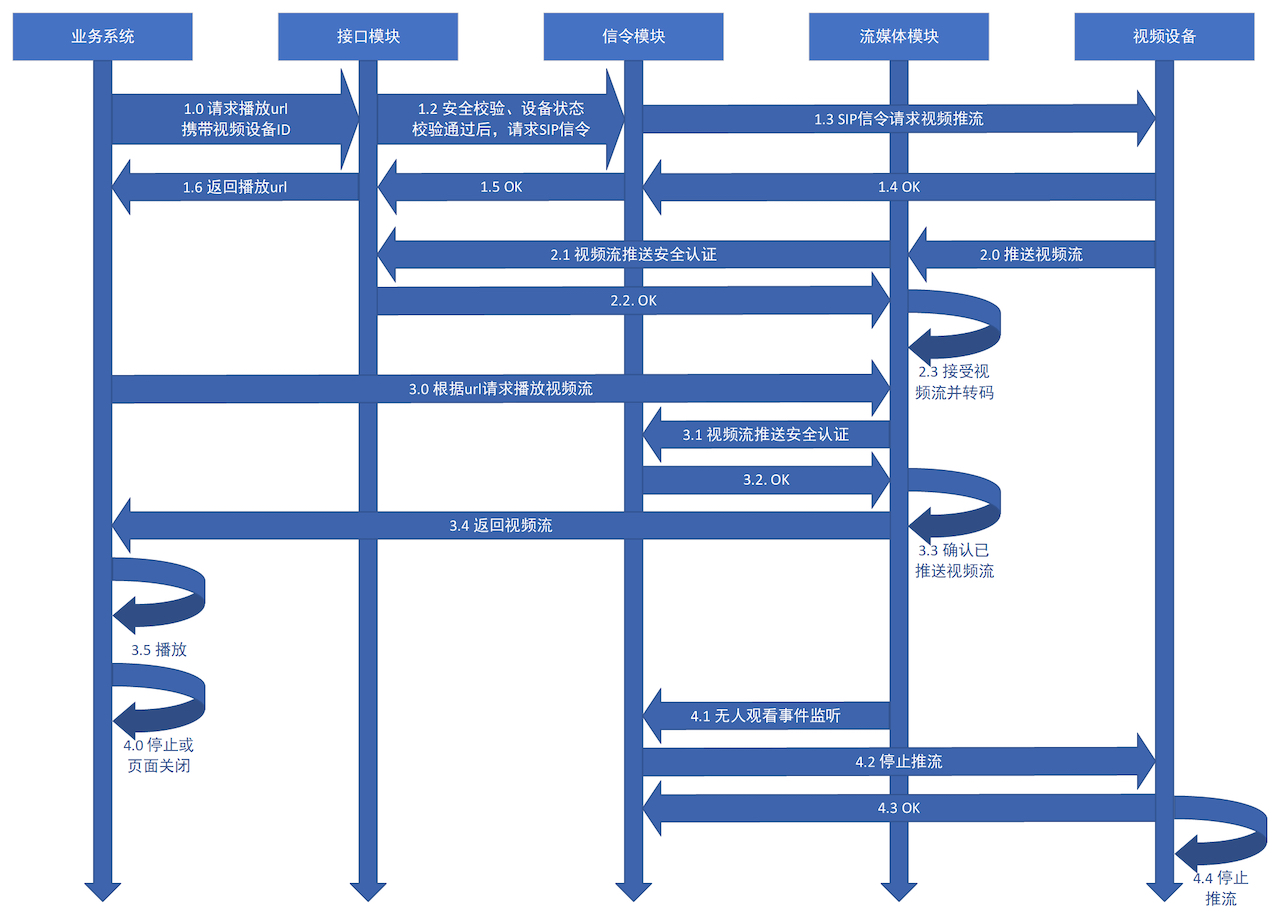 业务系统
接口模块
信令模块
流媒体模块
视频设备
1.0 请求播放url
携带视频设备ID
1.2 安全校验、设备状态
校验通过后，请求SIP信令
1.3 SIP信令请求视频推流
1.6 返回播放url
1.5 OK
1.4 OK
2.1 视频流推送安全认证
2.0 推送视频流
2.2. OK
2.3 接受视
频流并转码
3.0 根据url请求播放视频流
3.1 视频流推送安全认证
3.2. OK
3.4 返回视频流
3.3 确认已
推送视频流
3.5 播放
4.1 无人观看事件监听
4.0 停止或
页面关闭
4.2 停止推流
4.3 OK
4.4 停止
推流